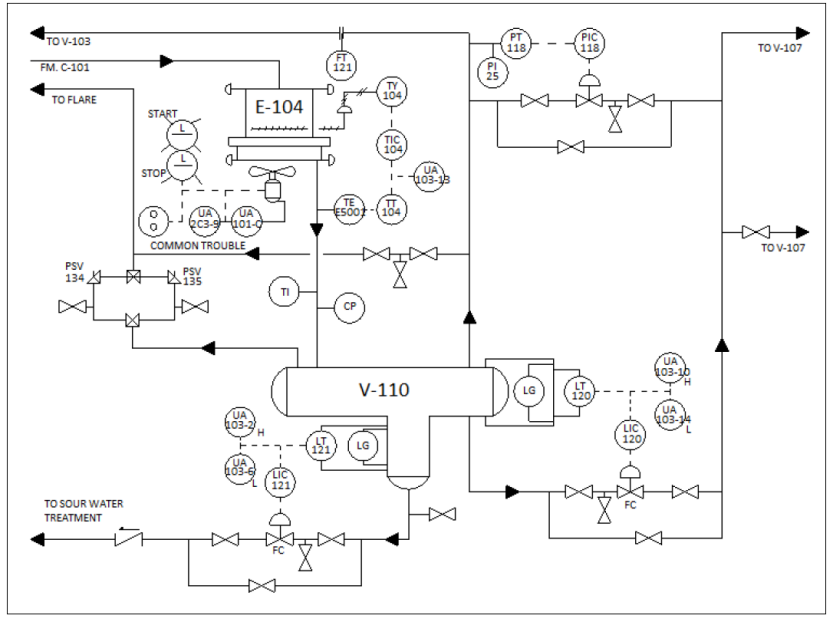 TO V-103
FT
121
PT
118
PIC
118
PI
25
TO V-107
FM. C-101
TO FLARE
E-104
TY
104
START
L
STOP
L
TIC
104
UA
103-13
TE
E5001
TT
104
UA
2C3-9
UA
101-C
COMMON TROUBLE
TO V-107
PSV
134
PSV
135
TI
CP
V-110
LG
LT
120
UA
103-10
H
UA
103-14
L
LIC
120
UA
103-2
H
UA
103-6
L
LT
121
LG
LIC
121
FC
TO SOUR WATER
TREATMENT
FC